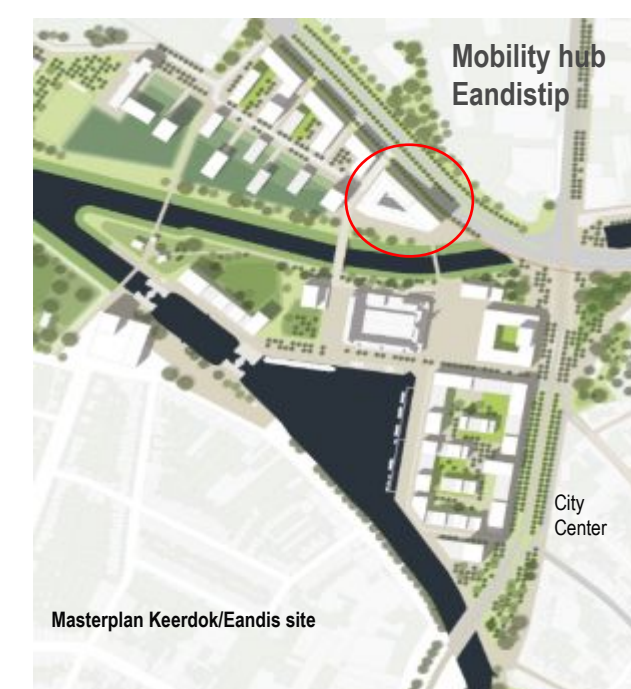 Mobility hub
Eandistip
City
Center
Masterplan Keerdok/Eandis site